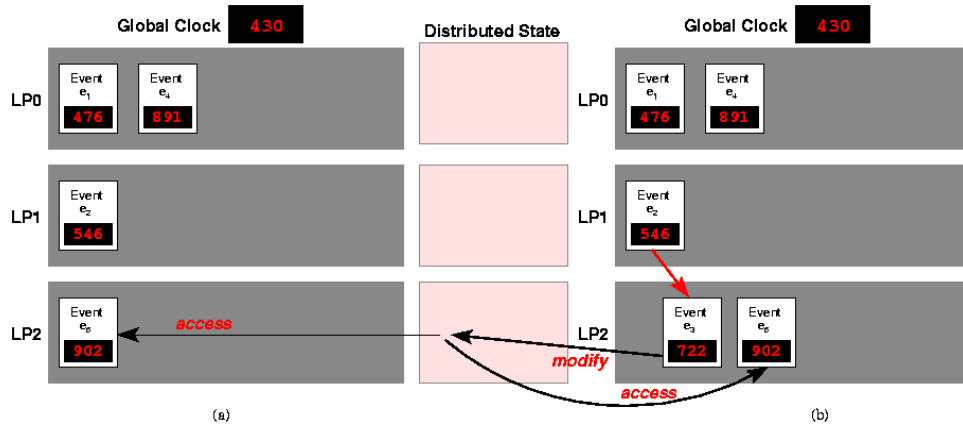 Global Clock 430
Distributed State
Global Clock 430
LP0
Event
e1
476
Event
e4
891
LP0
Event
e1
476
Event
e4
891
LP1
Event
e2
546
LP1
Event
e2
546
LP2
Event
e5
902
access
LP2
Event
e3
722
Event
e5
902
modify
access
(a)
(b)